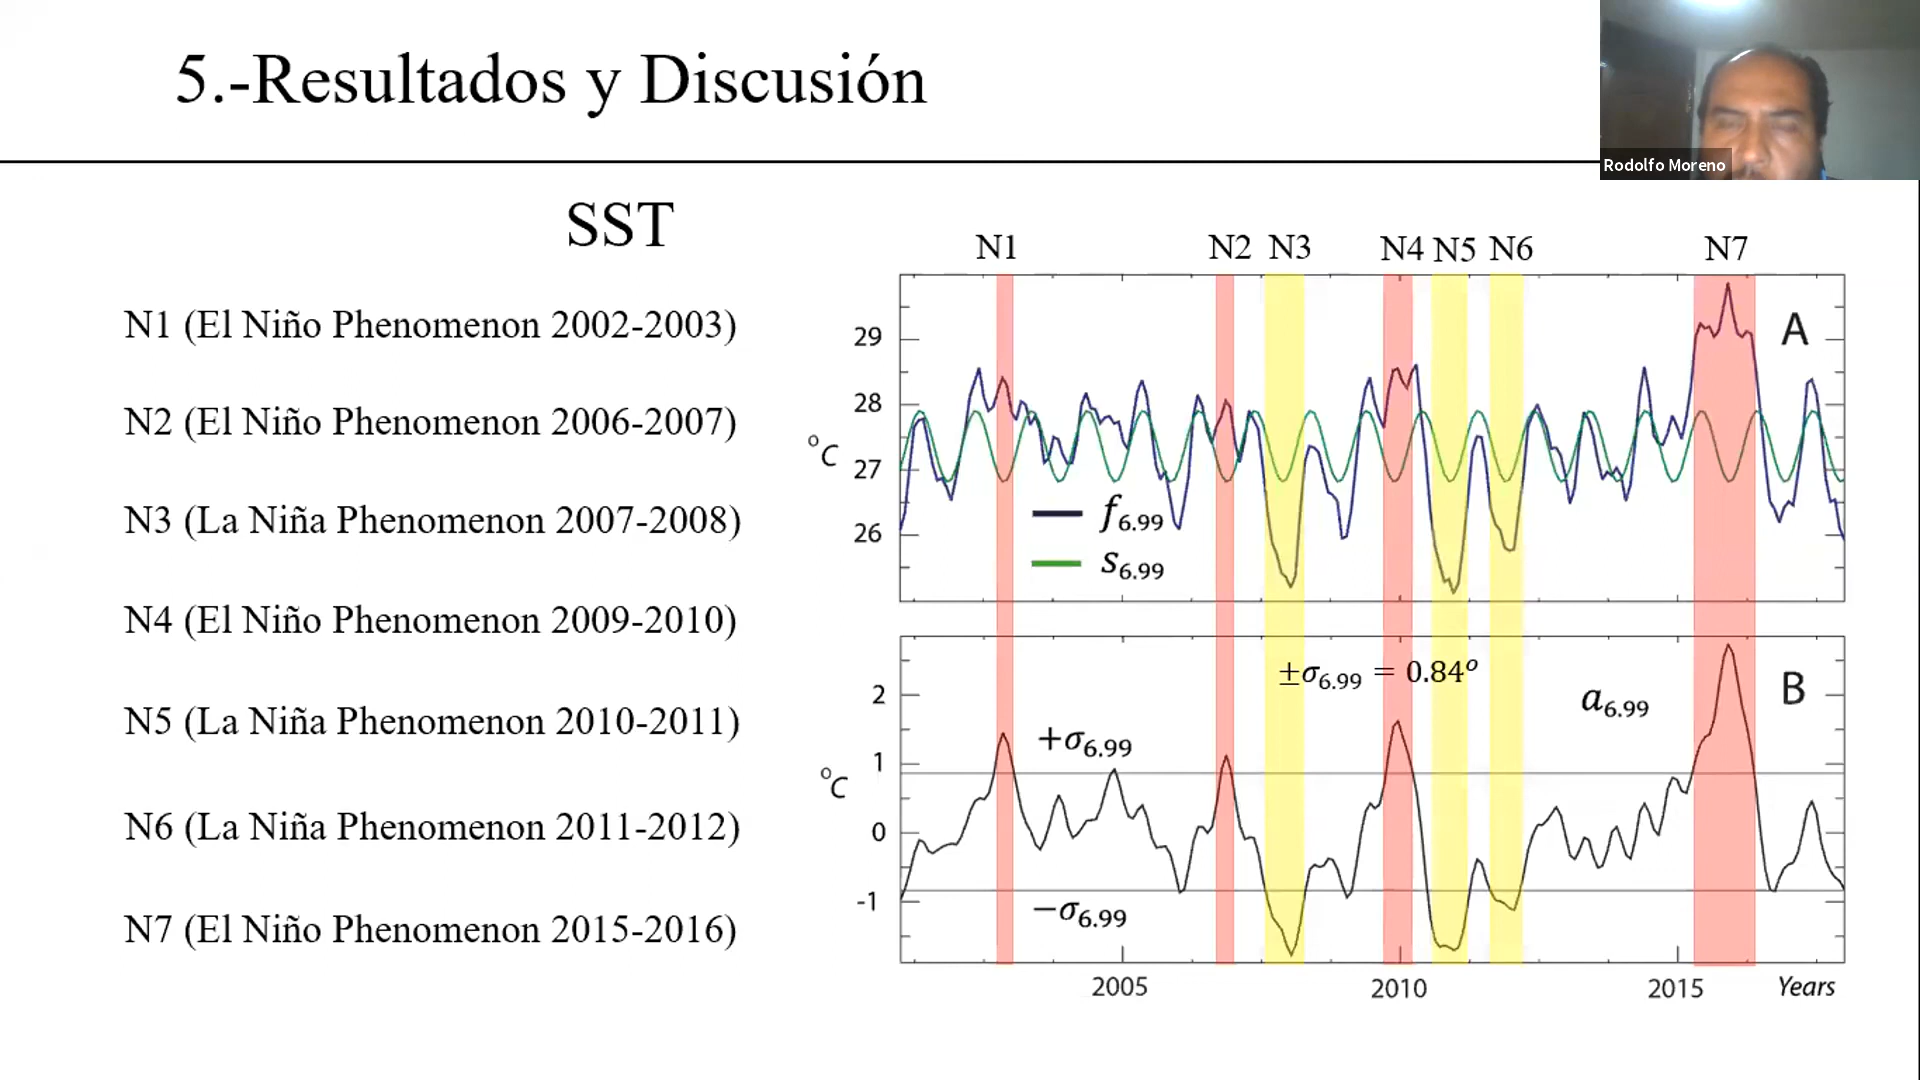 5.-Resultados y Discusión
Rodolfo Moreno
SST
N1 (El Niño Phenomenon 2002-2003)
N2 (El Niño Phenomenon 2006-2007)
N3 (La Niña Phenomenon 2007-2008)
N4 (El Niño Phenomenon 2009-2010)
N5 (La Niña Phenomenon 2010-2011)
N6 (La Niña Phenomenon 2011-2012)
N7 (El Niño Phenomenon 2015-2016)
N1 N2 N3 N4 N5 N6 N7
A
29
28
27
26
°C
f6.99
s6.99
B
±σ6.99 = 0.84°
a6.99
+σ6.99
−σ6.99
2
1
0
-1
°C
2005 2010 2015 Years